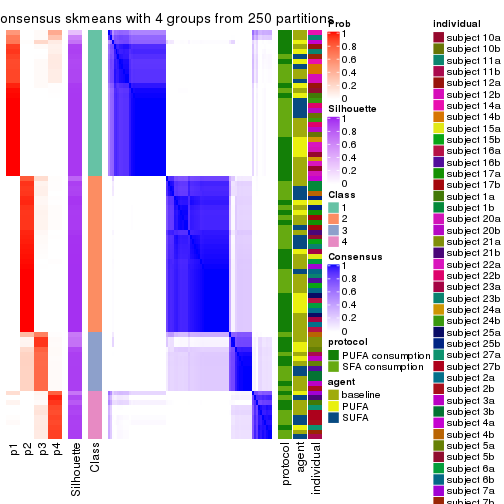 onsensus skmeans with 4 groups from 250 partitions
Prob
1
0.8
0.6
0.4
0.2
0
Silhouette
1
0.8
0.6
0.4
0.2
0
Class
1
2
3
4
Consensus
1
0.8
0.6
0.4
0.2
0
protocol
PUFA consumption
SFA consumption
agent
baseline
PUFA
SUFA
individual
subject 10a
subject 10b
subject 11a
subject 11b
subject 12a
subject 12b
subject 14a
subject 14b
subject 15a
subject 15b
subject 16a
subject 16b
subject 17a
subject 17b
subject 1a
subject 1b
subject 20a
subject 20b
subject 21a
subject 21b
subject 22a
subject 22b
subject 23a
subject 23b
subject 24a
subject 24b
subject 25a
subject 25b
subject 27a
subject 27b
subject 2a
subject 2b
subject 3a
subject 3b
subject 4a
subject 4b
subject 5a
subject 5b
subject 6a
subject 6b
subject 7a
subject 7b
p1
p2
p3
p4
Silhouette
Class
protocol
agent
individual